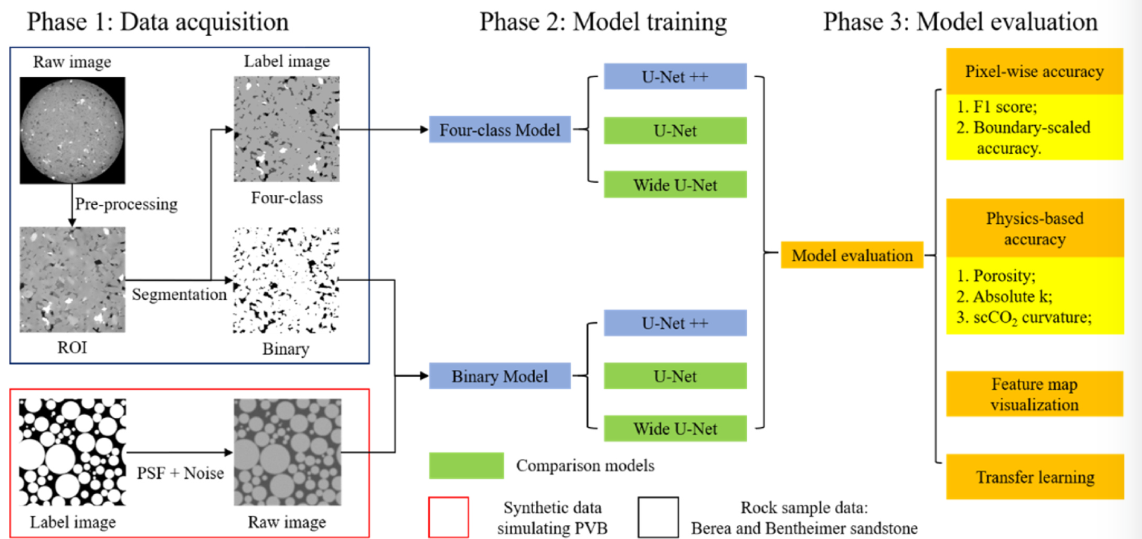 Phase 1: Data acquisition
Phase 2: Model training
Phase 3: Model evaluation
Raw image
Label image
Pre-processing
Four-class
Segmentation
ROI
Binary
PSF + Noise
Label image
Raw image
Four-class Model
U-Net ++
U-Net
Wide U-Net
Binary Model
U-Net ++
U-Net
Wide U-Net
Comparison models
Synthetic data
simulating PVB
Rock sample data:
Berea and Bentheimer sandstone
Model evaluation
Pixel-wise accuracy
1. F1 score;
2. Boundary-scaled
accuracy.
Physics-based
accuracy
1. Porosity;
2. Absolute k;
3. scCO₂ curvature;
Feature map
visualization
Transfer learning